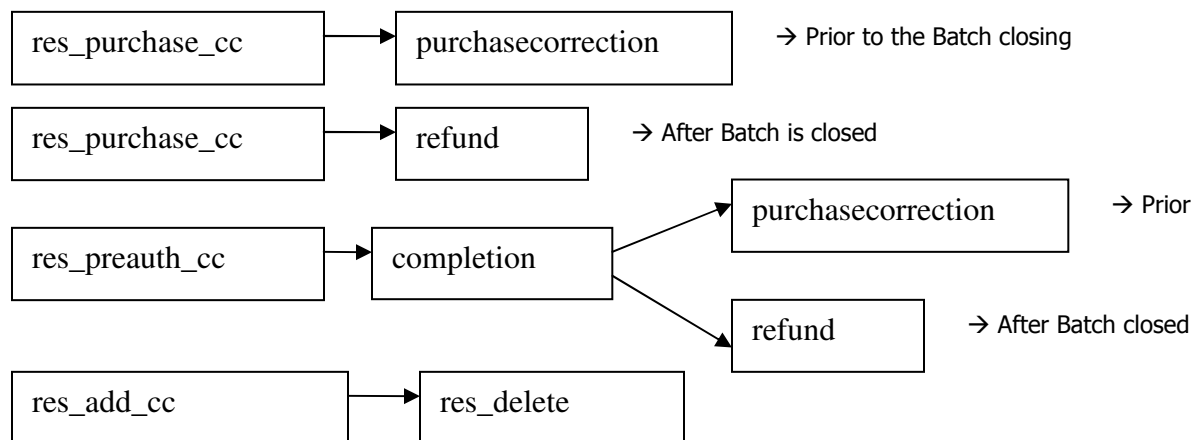 res_purchase_cc purchasecorrection → Prior to the Batch closing
res_purchase_cc refund → After Batch is closed
purchasecorrection → Prior
res_preauth_cc completion
refund → After Batch closed
res_add_cc res_delete